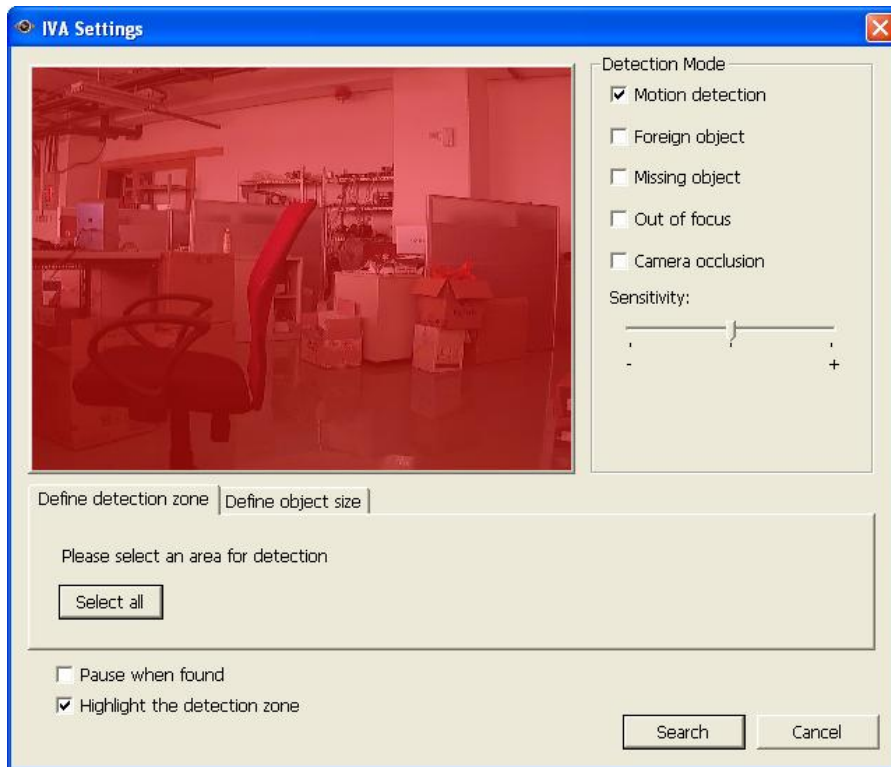 IVA Settings
Detection Mode
Motion detection
Foreign object
Missing object
Out of focus
Camera occlusion
Sensitivity:
- +
Define detection zone
Define object size
Please select an area for detection
Select all
Pause when found
Highlight the detection zone
Search
Cancel